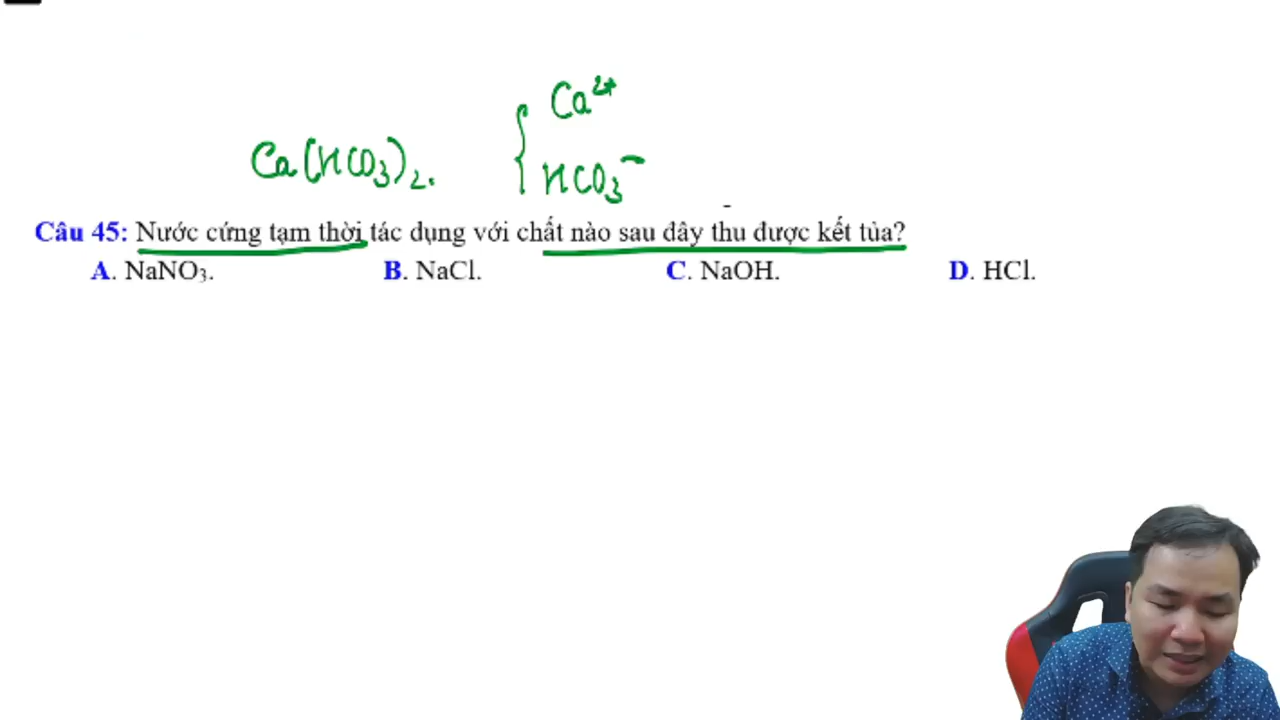 Ca²⁺
Ca(HCO₃)₂.
HCO₃⁻
Câu 45: Nước cứng tạm thời tác dụng với chất nào sau đây thu được kết tủa?
A. NaNO₃. B. NaCl. C. NaOH. D. HCl.